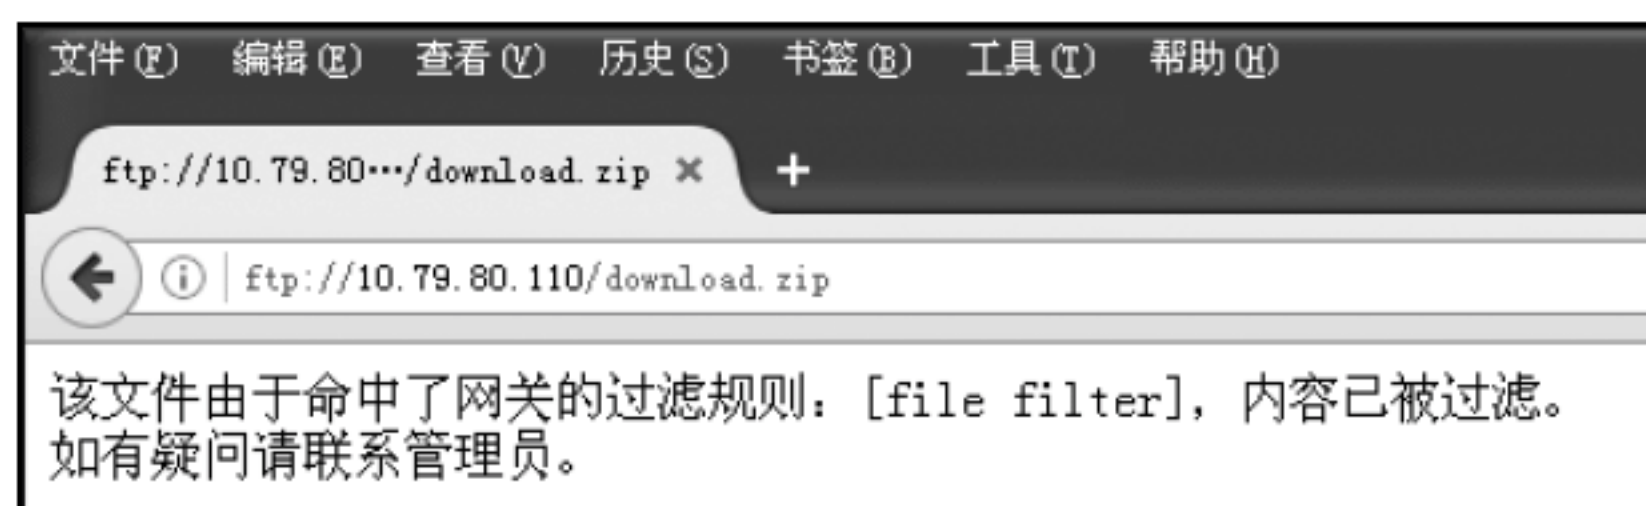 文件(F) 编辑(E) 查看(V) 历史(S) 书签(B) 工具(T) 帮助(H)
ftp://10.79.80.../download.zip × +
ftp://10.79.80.110/download.zip
该文件由于命中了网关的过滤规则：[file filter]，内容已被过滤。
如有疑问请联系管理员。